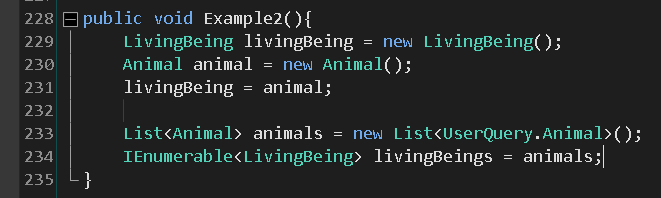 228 public void Example2(){
229 LivingBeing livingBeing = new LivingBeing();
230 Animal animal = new Animal();
231 livingBeing = animal;
232
233 List<Animal> animals = new List<UserQuery.Animal>();
234 IEnumerable<LivingBeing> livingBeings = animals;
235 }